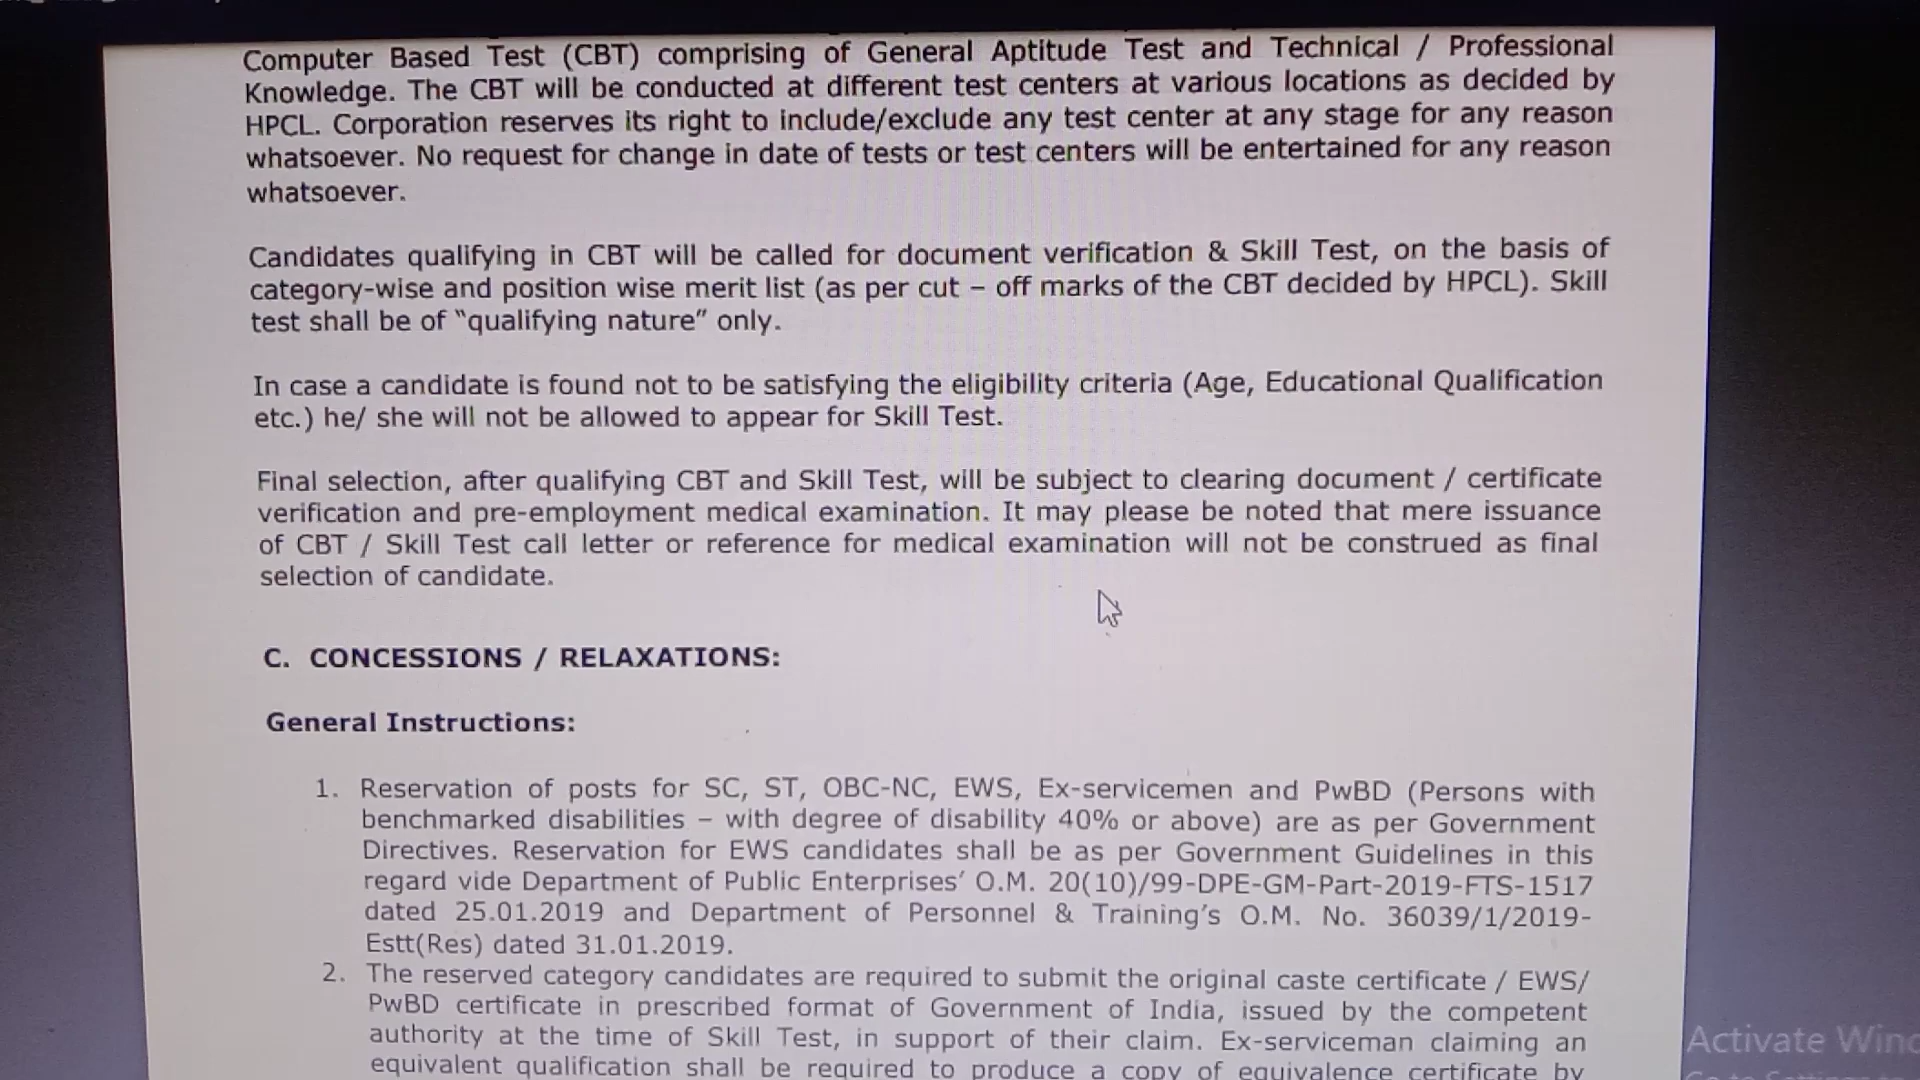 Computer Based Test (CBT) comprising of General Aptitude Test and Technical / Professional
Knowledge. The CBT will be conducted at different test centers at various locations as decided by
HPCL. Corporation reserves its right to include/exclude any test center at any stage for any reason
whatsoever. No request for change in date of tests or test centers will be entertained for any reason
whatsoever.
Candidates qualifying in CBT will be called for document verification & Skill Test, on the basis of
category-wise and position wise merit list (as per cut – off marks of the CBT decided by HPCL). Skill
test shall be of “qualifying nature” only.
In case a candidate is found not to be satisfying the eligibility criteria (Age, Educational Qualification
etc.) he/ she will not be allowed to appear for Skill Test.
Final selection, after qualifying CBT and Skill Test, will be subject to clearing document / certificate
verification and pre-employment medical examination. It may please be noted that mere issuance
of CBT / Skill Test call letter or reference for medical examination will not be construed as final
selection of candidate.
C. CONCESSIONS / RELAXATIONS:
General Instructions:
1. Reservation of posts for SC, ST, OBC-NC, EWS, Ex-servicemen and PwBD (Persons with
benchmarked disabilities – with degree of disability 40% or above) are as per Government
Directives. Reservation for EWS candidates shall be as per Government Guidelines in this
regard vide Department of Public Enterprises’ O.M. 20(10)/99-DPE-GM-Part-2019-FTS-1517
dated 25.01.2019 and Department of Personnel & Training’s O.M. No. 36039/1/2019-
Estt(Res) dated 31.01.2019.
2. The reserved category candidates are required to submit the original caste certificate / EWS/
PwBD certificate in prescribed format of Government of India, issued by the competent
authority at the time of Skill Test, in support of their claim. Ex-serviceman claiming an
equivalent qualification shall be required to produce a copy of equivalence certificate by
Activate Win